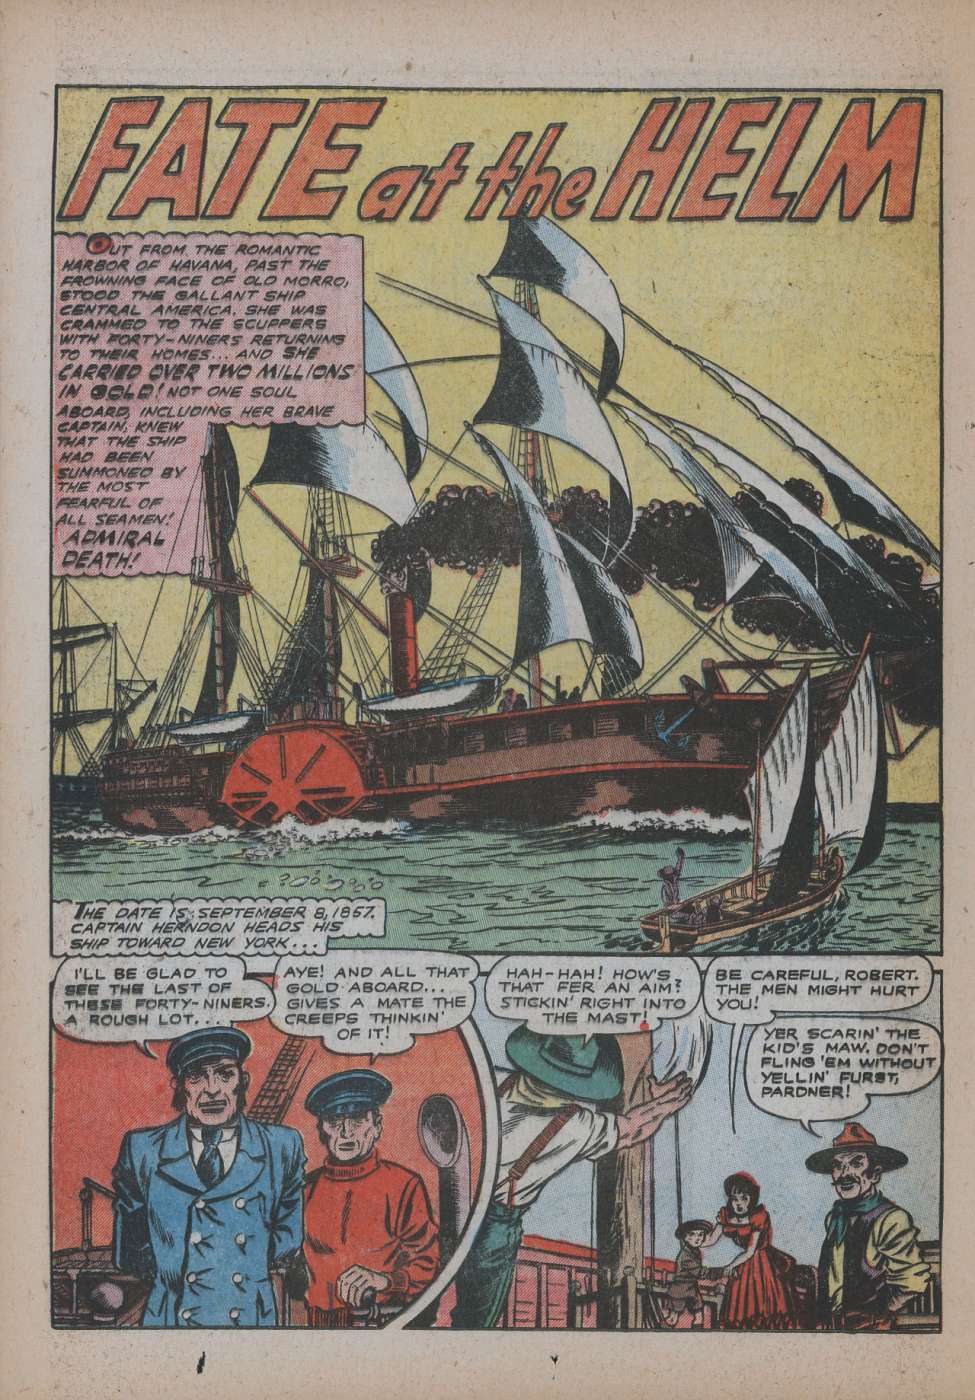 FATE at the HELM
OUT FROM THE ROMANTIC
HARBOR OF HAVANA, PAST THE
FROWNING FACE OF OLD MORRO,
STOOD THE GALLANT SHIP
CENTRAL AMERICA. SHE WAS
CRAMMED TO THE SCUPPERS
WITH FORTY-NINERS RETURNING
TO THEIR HOMES... AND SHE
CARRIED OVER TWO MILLIONS
IN GOLD! NOT ONE SOUL
ABOARD, INCLUDING HER BRAVE
CAPTAIN, KNEW
THAT THE SHIP
HAD BEEN
SUMMONED BY
THE MOST
FEARFUL OF
ALL SEAMEN!
ADMIRAL
DEATH!
THE DATE IS SEPTEMBER 8, 1857.
CAPTAIN HERNDON HEADS HIS
SHIP TOWARD NEW YORK...
I'LL BE GLAD TO
SEE THE LAST OF
THESE FORTY-NINERS.
A ROUGH LOT...
AYE! AND ALL THAT
GOLD ABOARD...
GIVES A MATE THE
CREEPS THINKIN'
OF IT!
HAH-HAH! HOW'S
THAT FER AN AIM?
STICKIN' RIGHT INTO
THE MAST!
BE CAREFUL, ROBERT.
THE MEN MIGHT HURT
YOU!
YER SCARIN' THE
KID'S MAW. DON'T
FLING 'EM WITHOUT
YELLIN' FURST,
PARDNER!